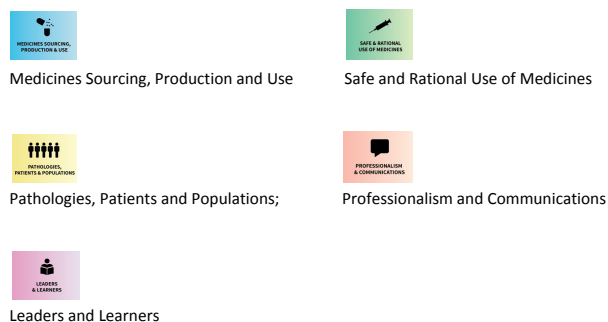 MEDICINES SOURCING,
PRODUCTION & USE
SAFE & RATIONAL
USE OF MEDICINES
Medicines Sourcing, Production and Use
Safe and Rational Use of Medicines
PATHOLOGIES,
PATIENTS & POPULATIONS
PROFESSIONALISM
& COMMUNICATIONS
Pathologies, Patients and Populations;
Professionalism and Communications
LEADERS
& LEARNERS
Leaders and Learners